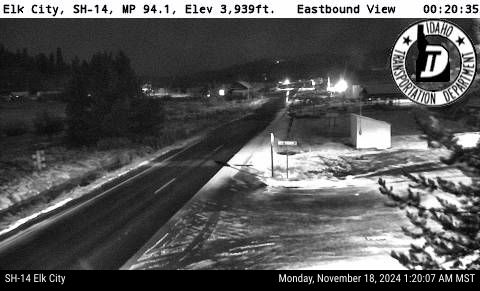 Elk City, SH-14, MP 94.1, Elev 3,939ft. Eastbound View 00:20:35
IDAHO
TRANSPORTATION DEPARTMENT
SH-14 Elk City Monday, November 18, 2024 1:20:07 AM MST